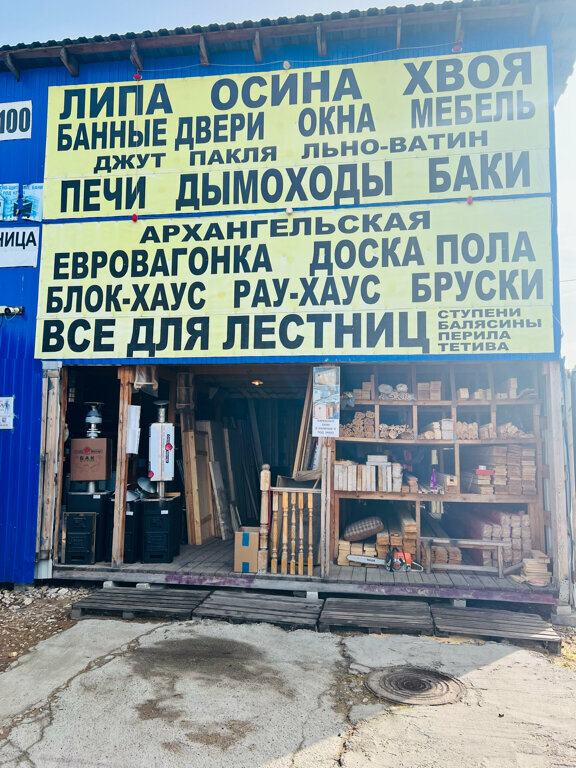 ЛИПА ОСИНА ХВОЯ
БАННЫЕ ДВЕРИ ОКНА МЕБЕЛЬ
ДЖУТ ПАКЛЯ ЛЬНО-ВАТИН
ПЕЧИ ДЫМОХОДЫ БАКИ
100
НИЦА
АРХАНГЕЛЬСКАЯ
ЕВРОВАГОНКА ДОСКА ПОЛА
БЛОК-ХАУС РАУ-ХАУС БРУСКИ
ВСЕ ДЛЯ ЛЕСТНИЦ
СТУПЕНИ
БАЛЯСИНЫ
ПЕРИЛА
ТЕТИВА
БАК